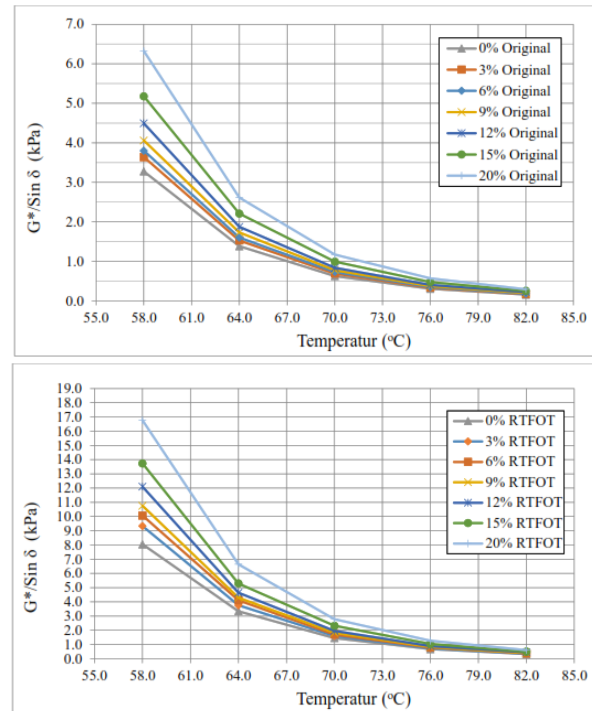 7.0
6.0
5.0
4.0
3.0
2.0
1.0
0.0
G*/Sin δ (kPa)
0% Original
3% Original
6% Original
9% Original
12% Original
15% Original
20% Original
55.0 58.0 61.0 64.0 67.0 70.0 73.0 76.0 79.0 82.0 85.0
Temperatur (°C)
19.0
18.0
17.0
16.0
15.0
14.0
13.0
12.0
11.0
10.0
9.0
8.0
7.0
6.0
5.0
4.0
3.0
2.0
1.0
0.0
G*/Sin δ (kPa)
0% RTFOT
3% RTFOT
6% RTFOT
9% RTFOT
12% RTFOT
15% RTFOT
20% RTFOT
55.0 58.0 61.0 64.0 67.0 70.0 73.0 76.0 79.0 82.0 85.0
Temperatur (°C)